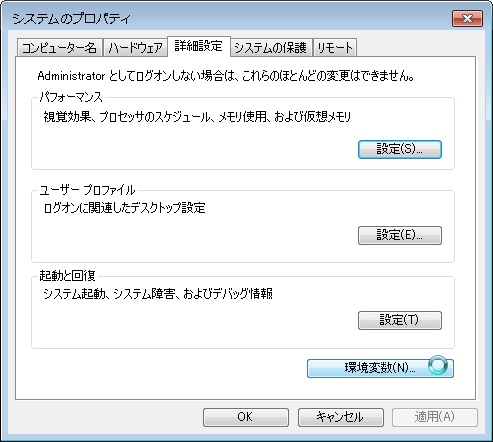 システムのプロパティ
コンピューター名 ハードウェア 詳細設定 システムの保護 リモート
Administrator としてログオンしない場合は、これらのほとんどの変更はできません。
パフォーマンス
視覚効果、プロセッサのスケジュール、メモリ使用、および仮想メモリ
設定(S)...
ユーザー プロファイル
ログオンに関連したデスクトップ設定
設定(E)...
起動と回復
システム起動、システム障害、およびデバッグ情報
設定(T)
環境変数(N)...
OK キャンセル 適用(A)